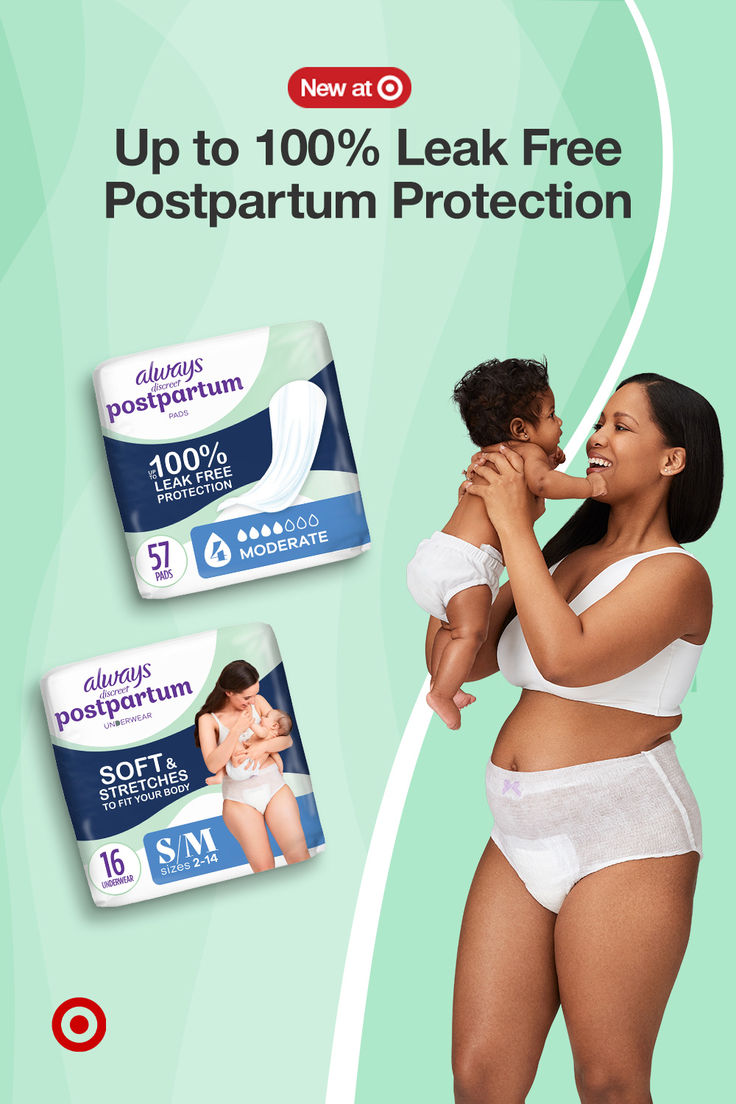 New at
Up to 100% Leak Free
Postpartum Protection
always
discreet
postpartum
PADS
UP TO 100%
LEAK FREE
PROTECTION
4 MODERATE
57
PADS
always
discreet
postpartum
UNDERWEAR
SOFT &
STRETCHES
TO FIT YOUR BODY
S/M
sizes 2-14
16
UNDERWEAR